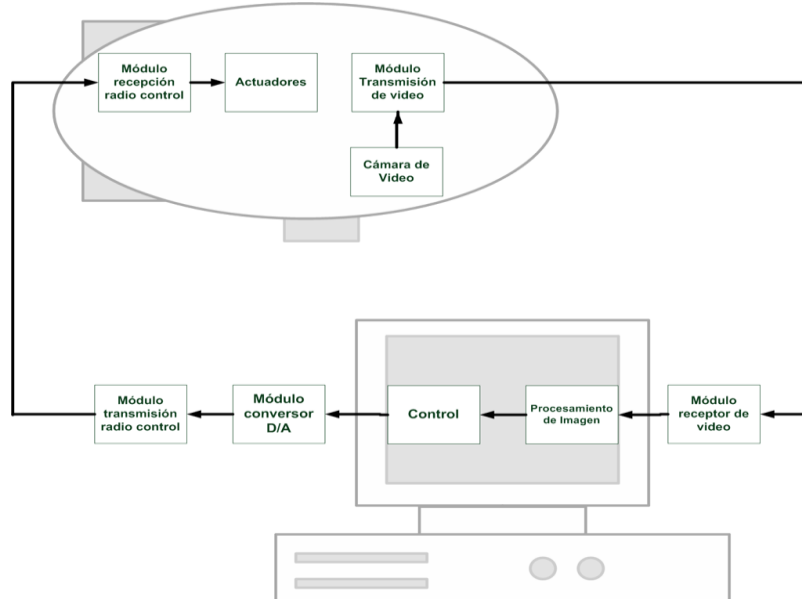 Módulo
recepción
radio control
Actuadores
Módulo
Transmisión
de video
Cámara de
Video
Módulo
transmisión
radio control
Módulo
conversor
D/A
Control
Procesamiento
de Imagen
Módulo
receptor de
video